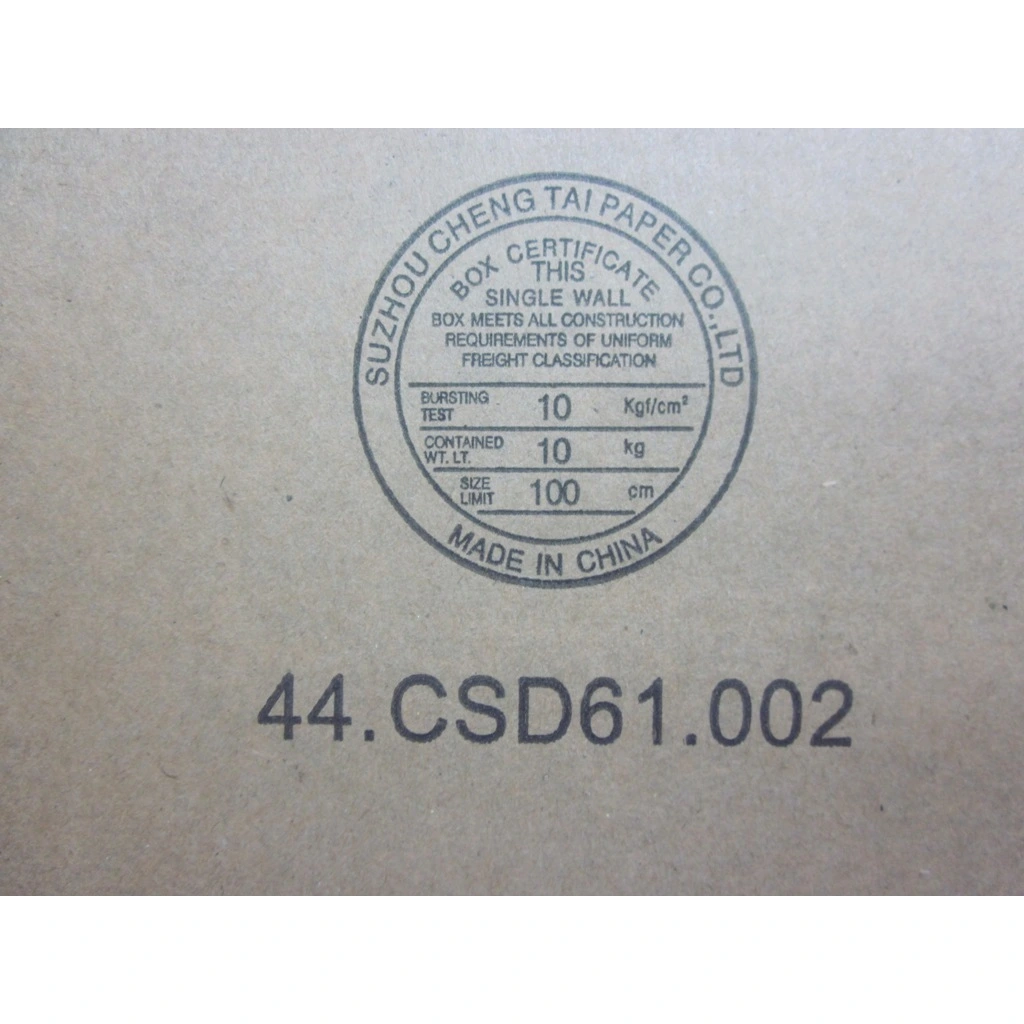 SUZHOU CHENG TAI PAPER CO.,LTD
BOX CERTIFICATE
THIS
SINGLE WALL
BOX MEETS ALL CONSTRUCTION
REQUIREMENTS OF UNIFORM
FREIGHT CLASSIFICATION
BURSTING TEST 10 Kgf/cm²
CONTAINED WT. LT. 10 kg
SIZE LIMIT 100 cm
MADE IN CHINA
44.CSD61.002